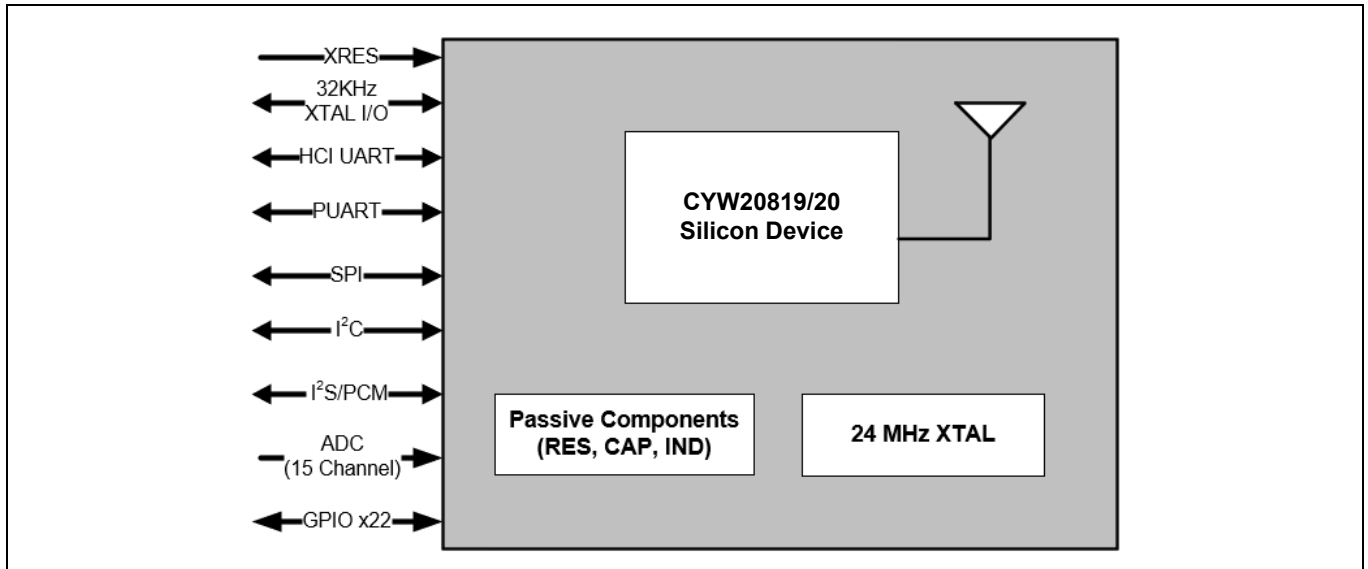 XRES
32KHz
XTAL I/O
HCI UART
PUART
SPI
I²C
I²S/PCM
ADC
(15 Channel)
GPIO x22
CYW20819/20
Silicon Device
Passive Components
(RES, CAP, IND)
24 MHz XTAL